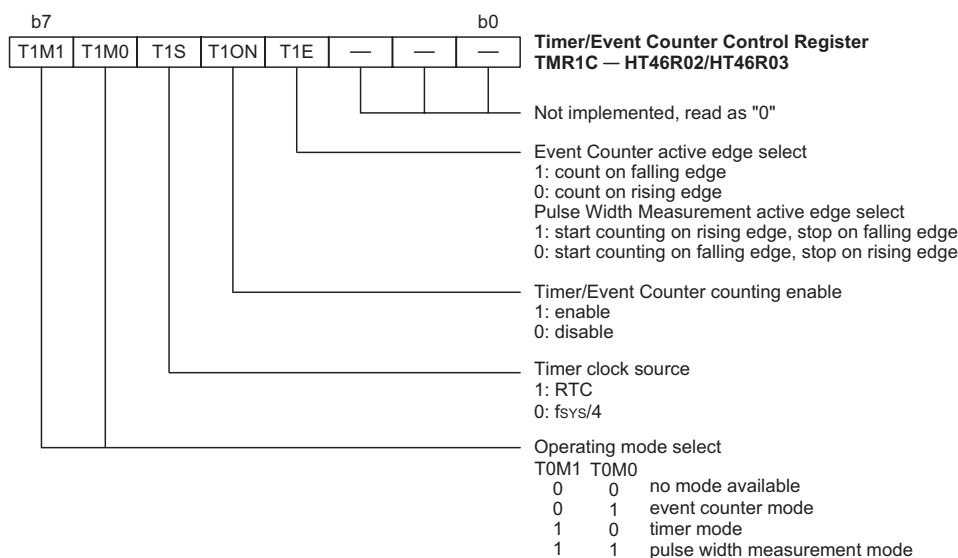 b7 b0
T1M1 T1M0 T1S T1ON T1E — — —
Timer/Event Counter Control Register
TMR1C — HT46R02/HT46R03
Not implemented, read as "0"
Event Counter active edge select
1: count on falling edge
0: count on rising edge
Pulse Width Measurement active edge select
1: start counting on rising edge, stop on falling edge
0: start counting on falling edge, stop on rising edge
Timer/Event Counter counting enable
1: enable
0: disable
Timer clock source
1: RTC
0: fSYS/4
Operating mode select
T0M1 T0M0
0 0 no mode available
0 1 event counter mode
1 0 timer mode
1 1 pulse width measurement mode